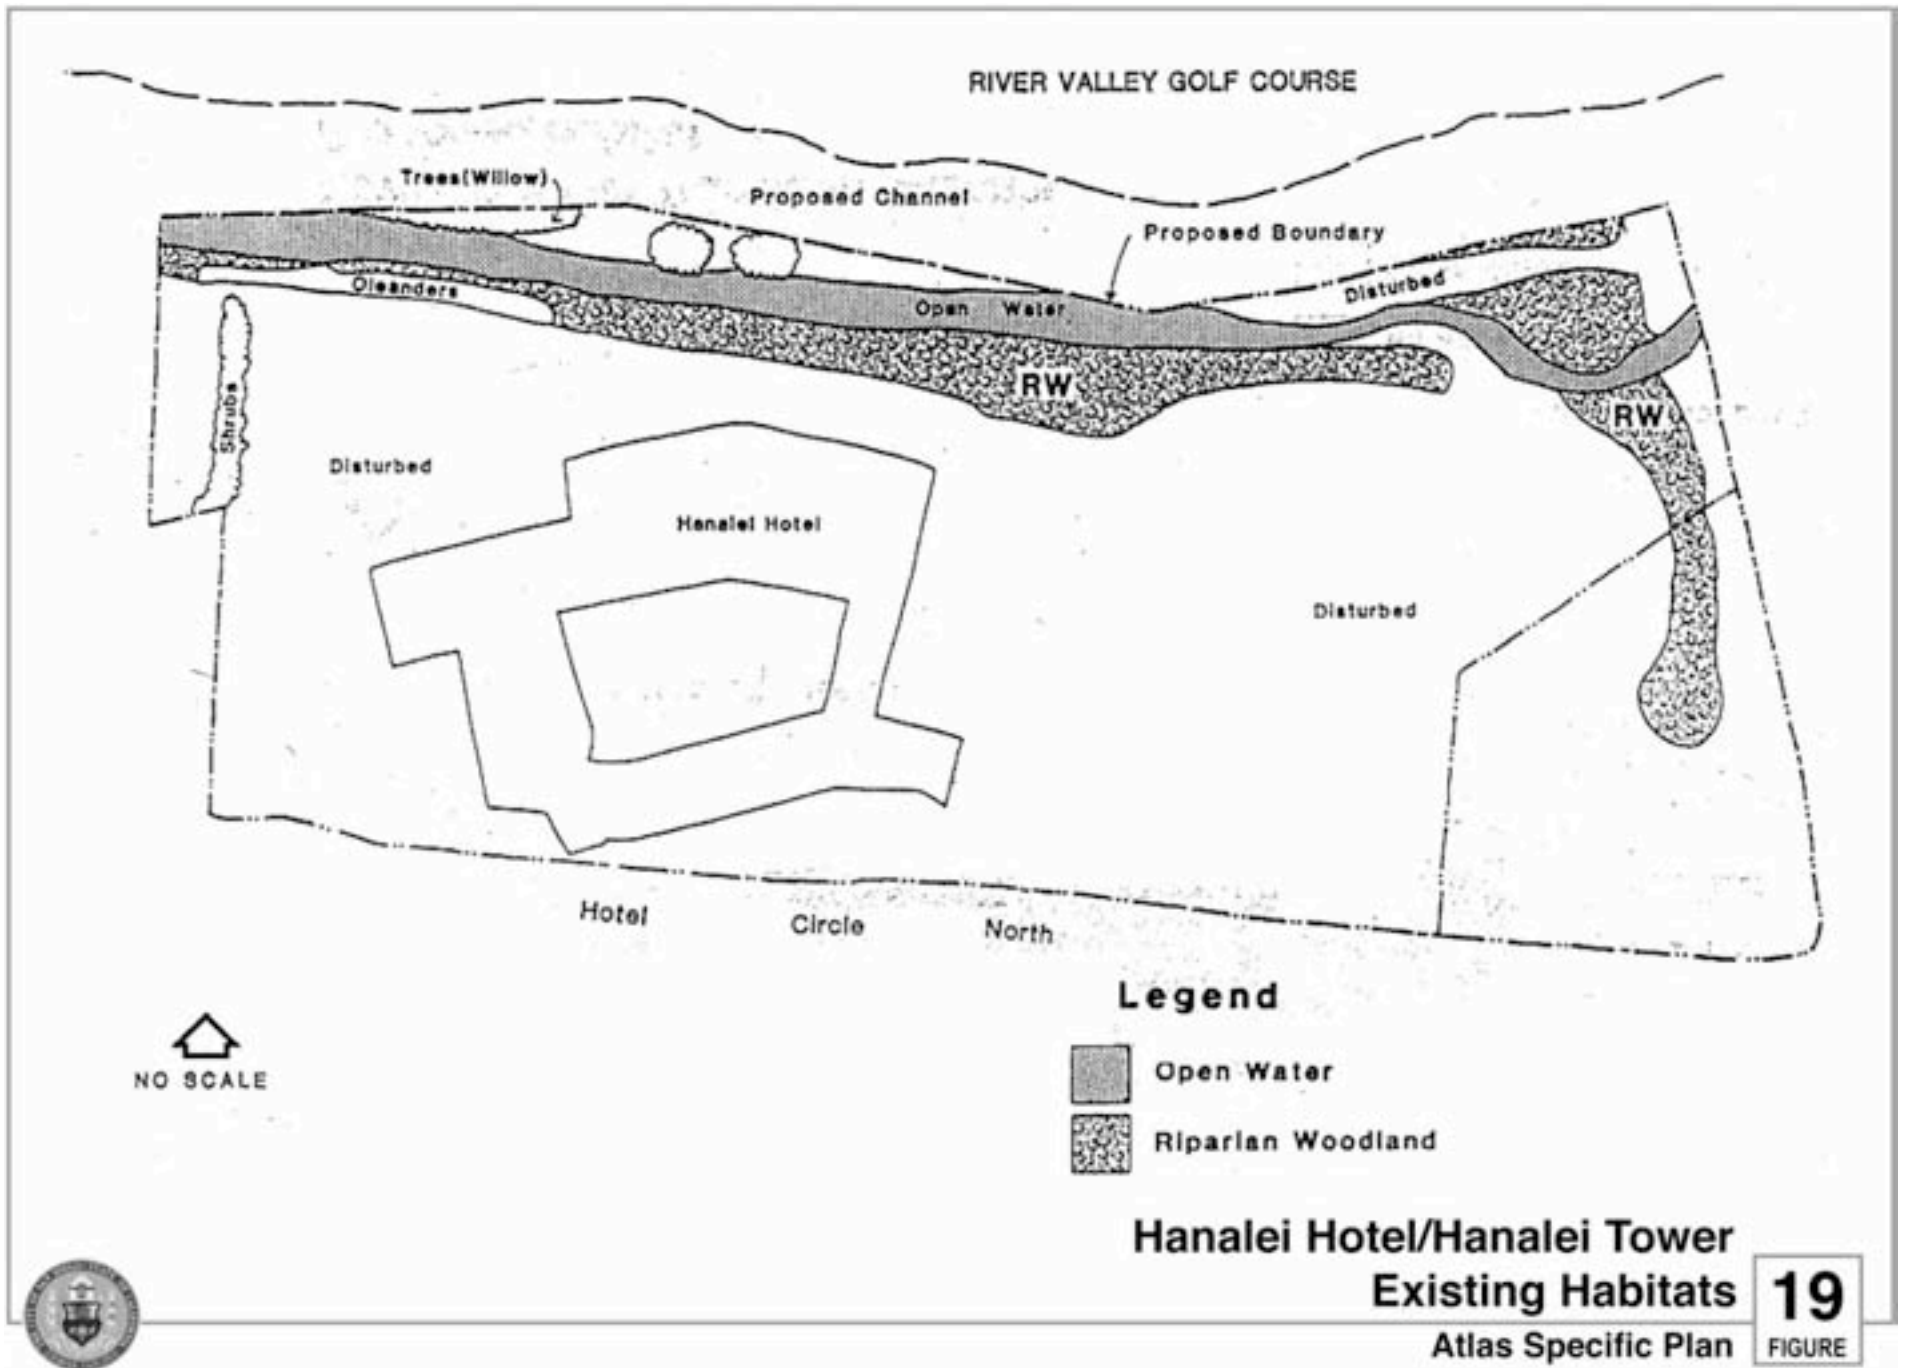 RIVER VALLEY GOLF COURSE
Trees(Willow)
Proposed Channel
Proposed Boundary
Disturbed
Oleanders
Open Water
RW
RW
Shrubs
Disturbed
Hanalei Hotel
Disturbed
Hotel Circle North
Legend
NO SCALE
Open Water
Riparian Woodland
Hanalei Hotel/Hanalei Tower
Existing Habitats
Atlas Specific Plan
19
FIGURE